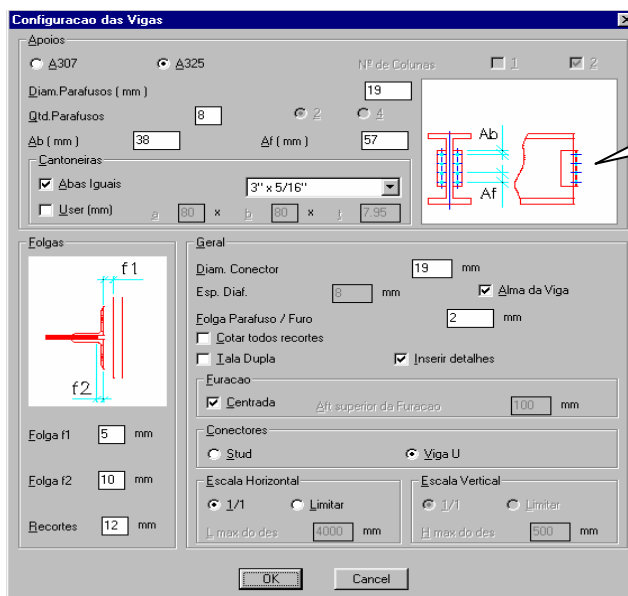 Configuracao das Vigas
Apoios
A307 A325 Nº de Colunas 1 2
Diam.Parafusos ( mm ) 19
Qtd.Parafusos 8 2 4
Ab ( mm ) 38 Af ( mm ) 57
Ab
Af
Cantoneiras
Abas Iguais 3" x 5/16"
User (mm) a 80 x b 80 x t 7.95
Folgas
f1
f2
Folga f1 5 mm
Folga f2 10 mm
Recortes 12 mm
Geral
Diam. Conector 19 mm
Esp. Diaf. 8 mm Alma da Viga
Folga Parafuso / Furo 2 mm
Cotar todos recortes
Tala Dupla Inserir detalhes
Furacao
Centrada Aft superior da Furacao 100 mm
Conectores
Stud Viga U
Escala Horizontal
1/1 Limitar
L max do des 4000 mm
Escala Vertical
1/1 Limitar
H max do des 500 mm
OK Cancel